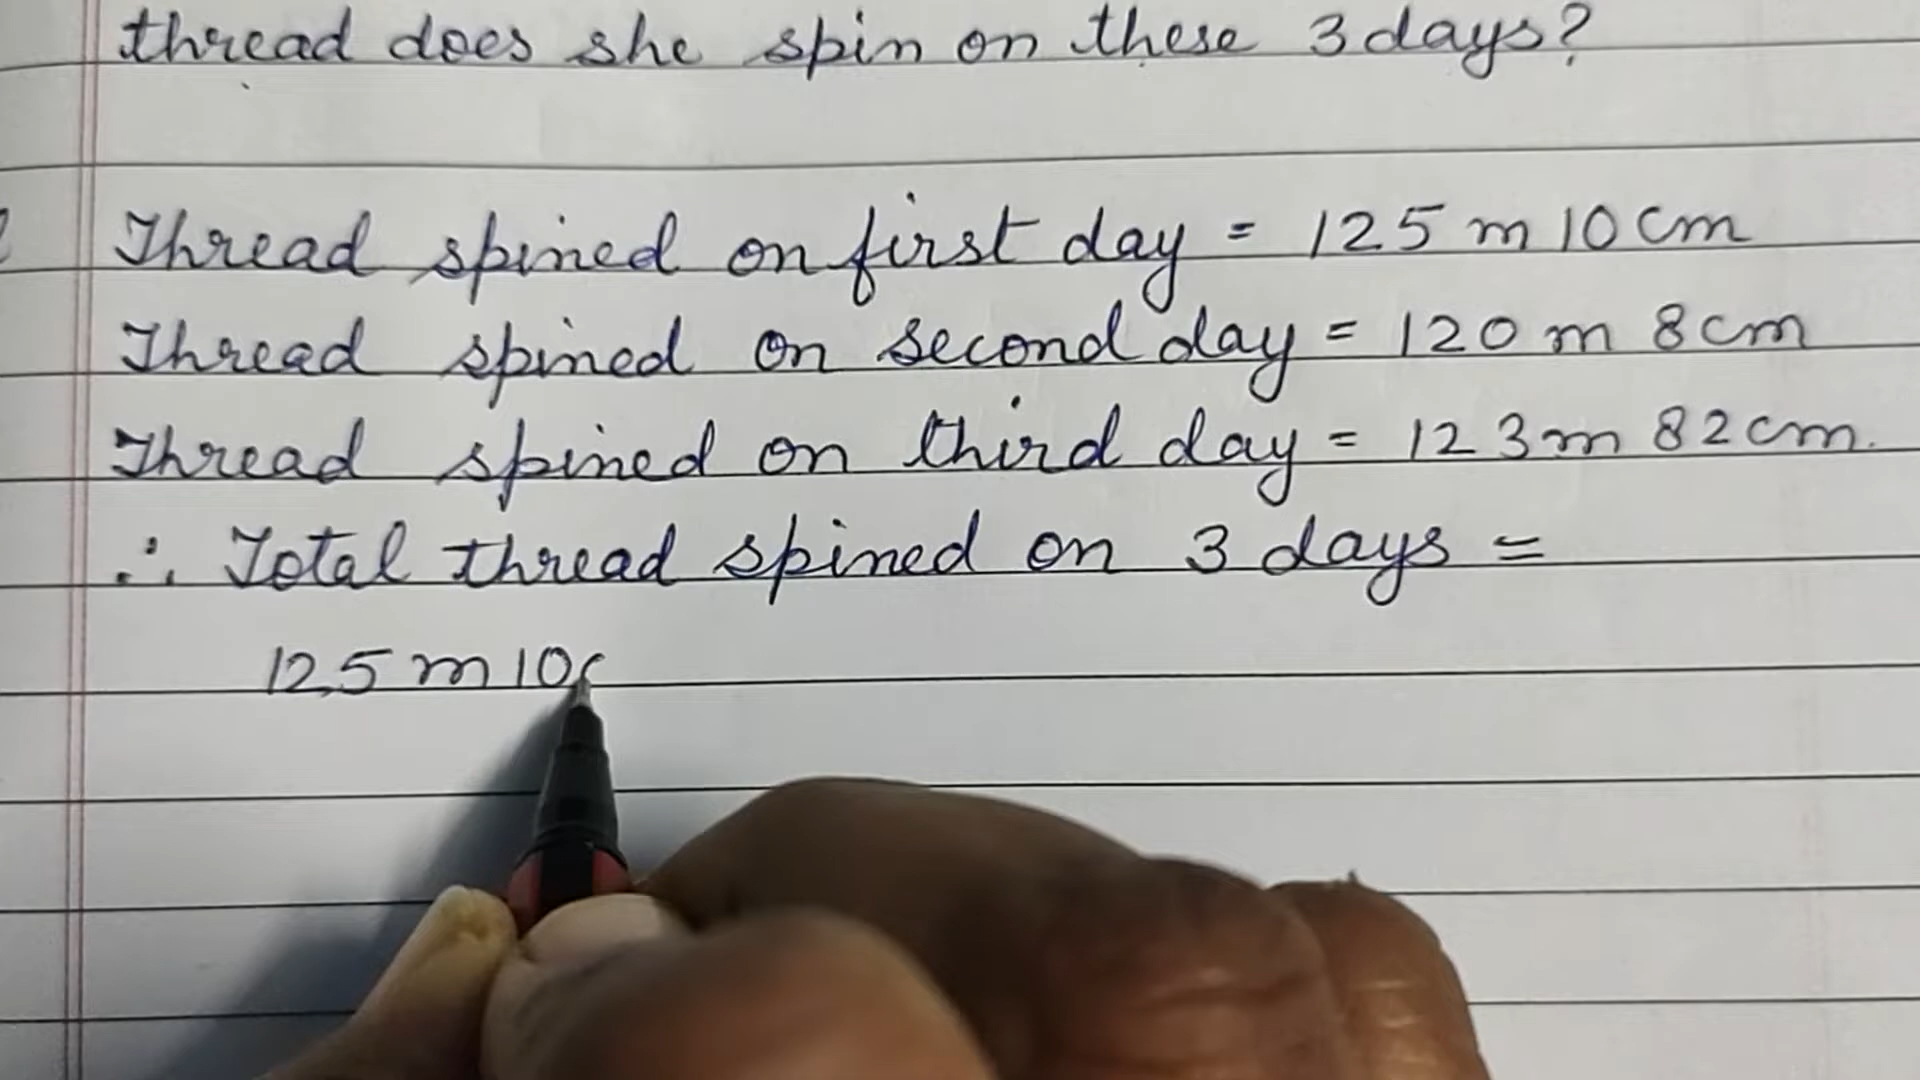 thread does she spin on these 3 days?
Thread spined on first day = 125 m 10 cm
Thread spined on second day = 120 m 8 cm
Thread spined on third day = 123 m 82 cm.
∴ Total thread spined on 3 days =
125 m 10c